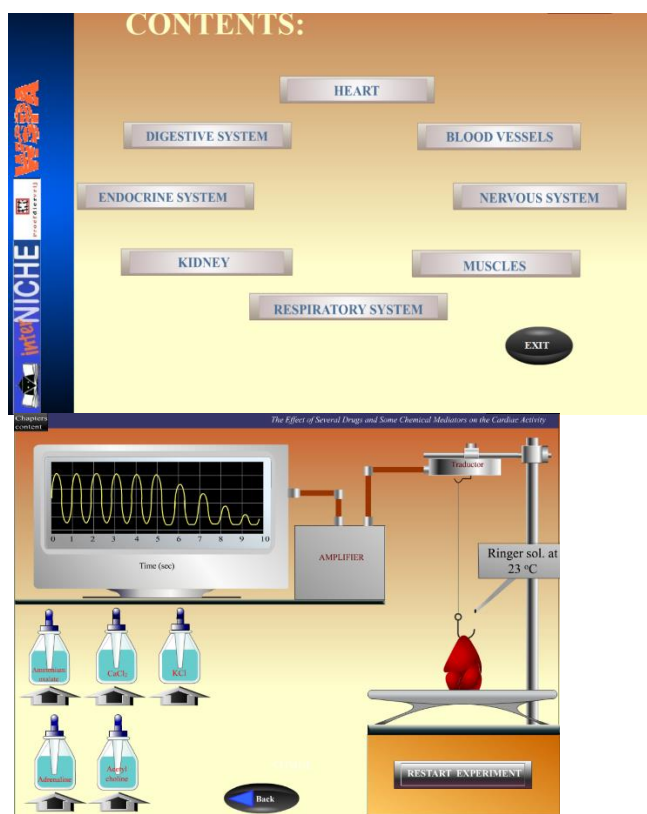 CONTENTS:
HEART
DIGESTIVE SYSTEM
BLOOD VESSELS
ENDOCRINE SYSTEM
NERVOUS SYSTEM
KIDNEY
MUSCLES
RESPIRATORY SYSTEM
EXIT
WSPA
interNICHE
Chapters
content
The Effect of Several Drugs and Some Chemical Mediators on the Cardiac Activity
Traductor
AMPLIFIER
Ringer sol. at
23 °C
0 1 2 3 4 5 6 7 8 9 10
Time (sec)
Ammonium
oxalate
CaCl₂
KCl
Adrenaline
Acetyl
choline
RESTART EXPERIMENT
Back